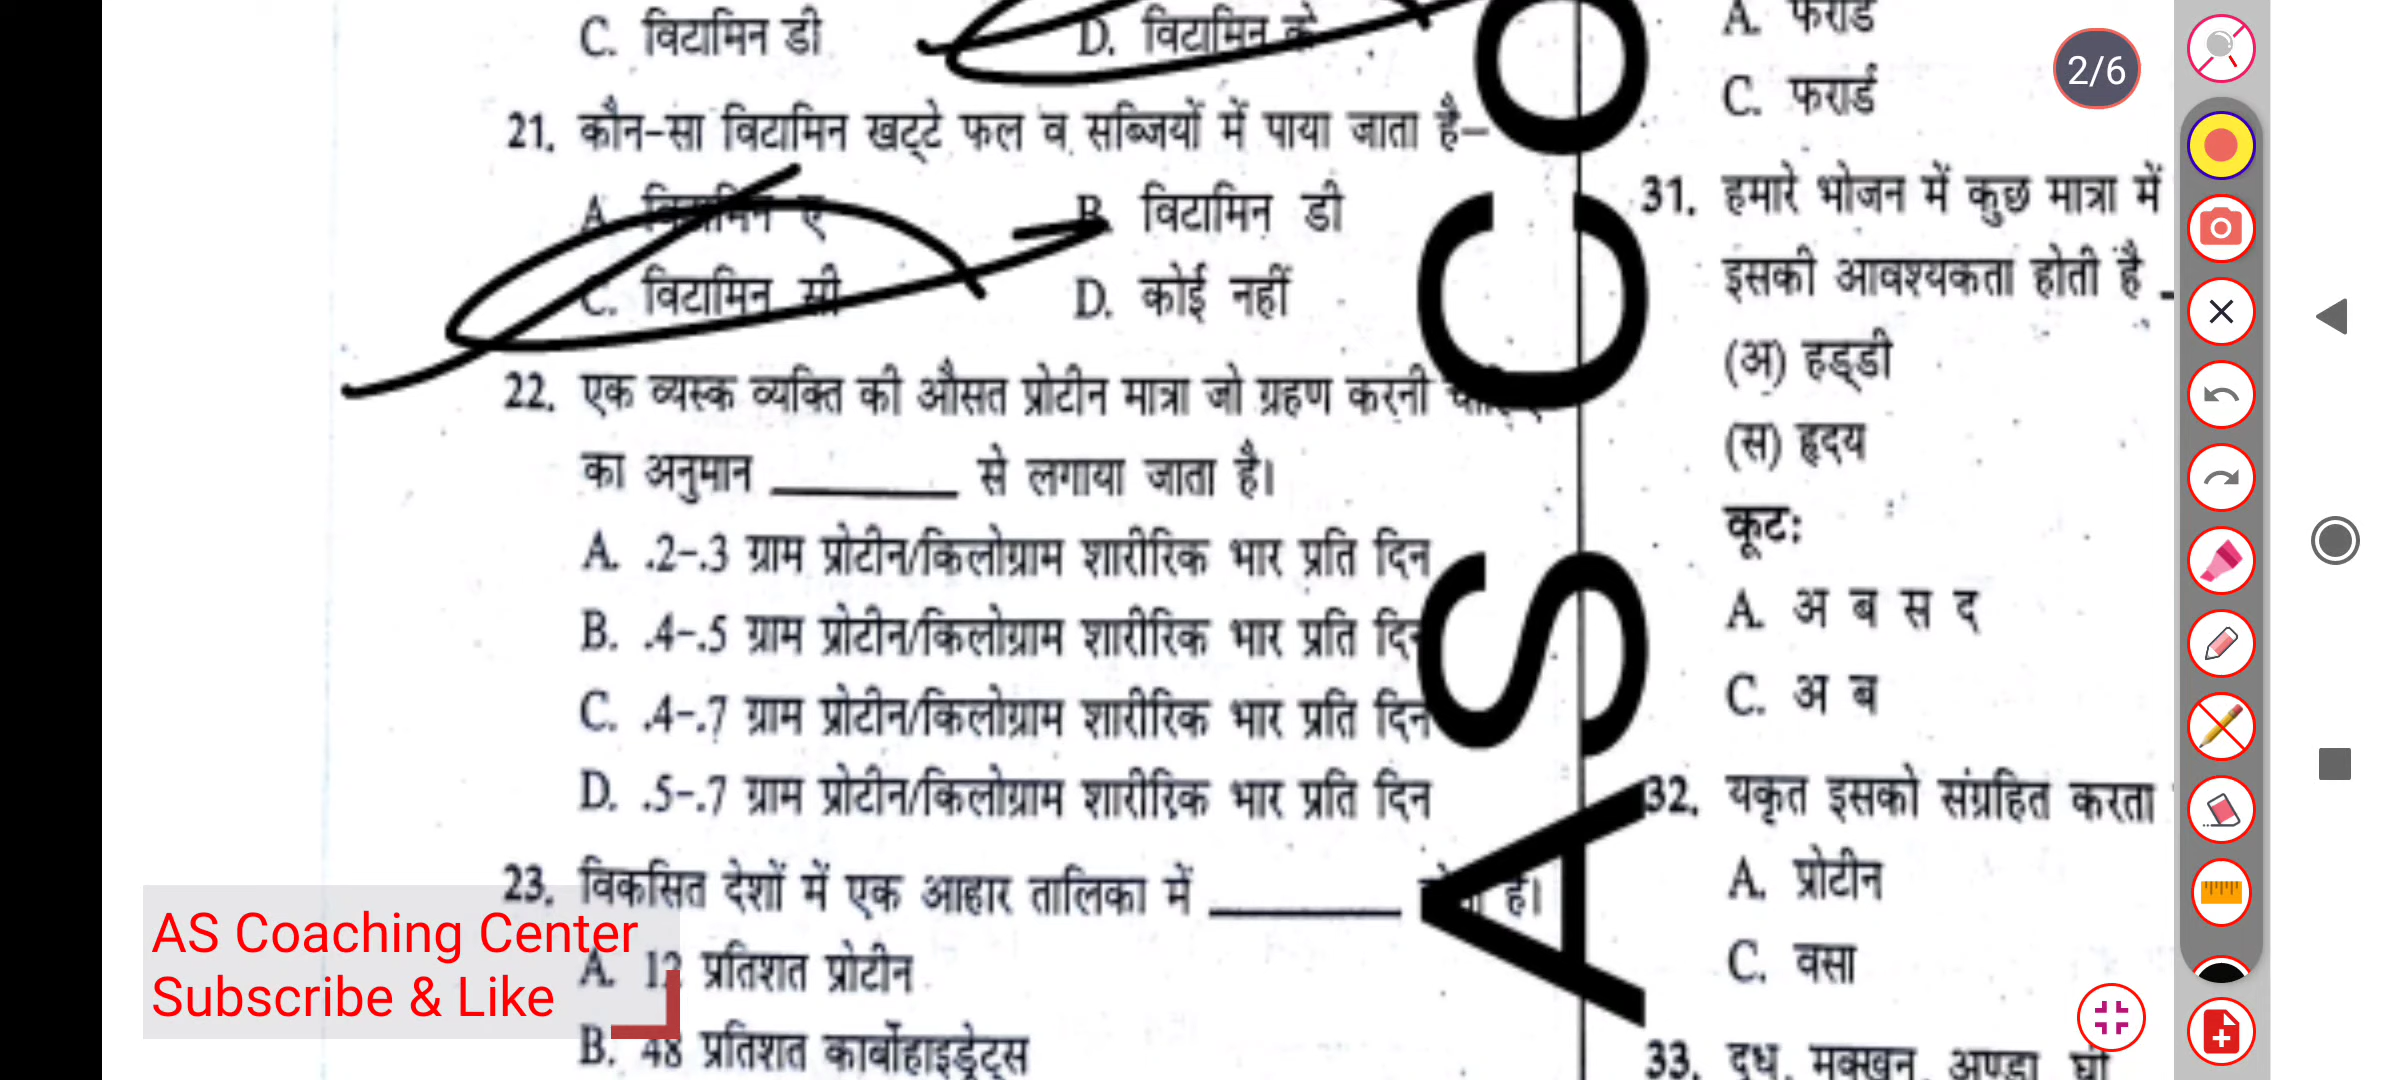 C. विटामिन डी
D. विटामिन के
21. कौन-सा विटामिन खट्टे फल व सब्जियों में पाया जाता है–
A. विटामिन ए
B. विटामिन डी
C. विटामिन सी
D. कोई नहीं
22. एक व्यस्क व्यक्ति की औसत प्रोटीन मात्रा जो ग्रहण करनी
का अनुमान ________ से लगाया जाता है।
A. .2-.3 ग्राम प्रोटीन/किलोग्राम शारीरिक भार प्रति दिन
B. .4-.5 ग्राम प्रोटीन/किलोग्राम शारीरिक भार प्रति दिन
C. .4-.7 ग्राम प्रोटीन/किलोग्राम शारीरिक भार प्रति दिन
D. .5-.7 ग्राम प्रोटीन/किलोग्राम शारीरिक भार प्रति दिन
23. विकसित देशों में एक आहार तालिका में ________ है।
A. 12 प्रतिशत प्रोटीन
B. 48 प्रतिशत कार्बोहाइड्रेट्स
A. फराड
C. फरार्ड
31. हमारे भोजन में कुछ मात्रा में
इसकी आवश्यकता होती है
(अ) हड्डी
(स) हृदय
कूट:
A. अ ब स द
C. अ ब
32. यकृत इसको संग्रहित करता
A. प्रोटीन
C. वसा
33. दूध, मक्खन, अण्डा, घी
AS CO
AS Coaching Center
Subscribe & Like
2/6